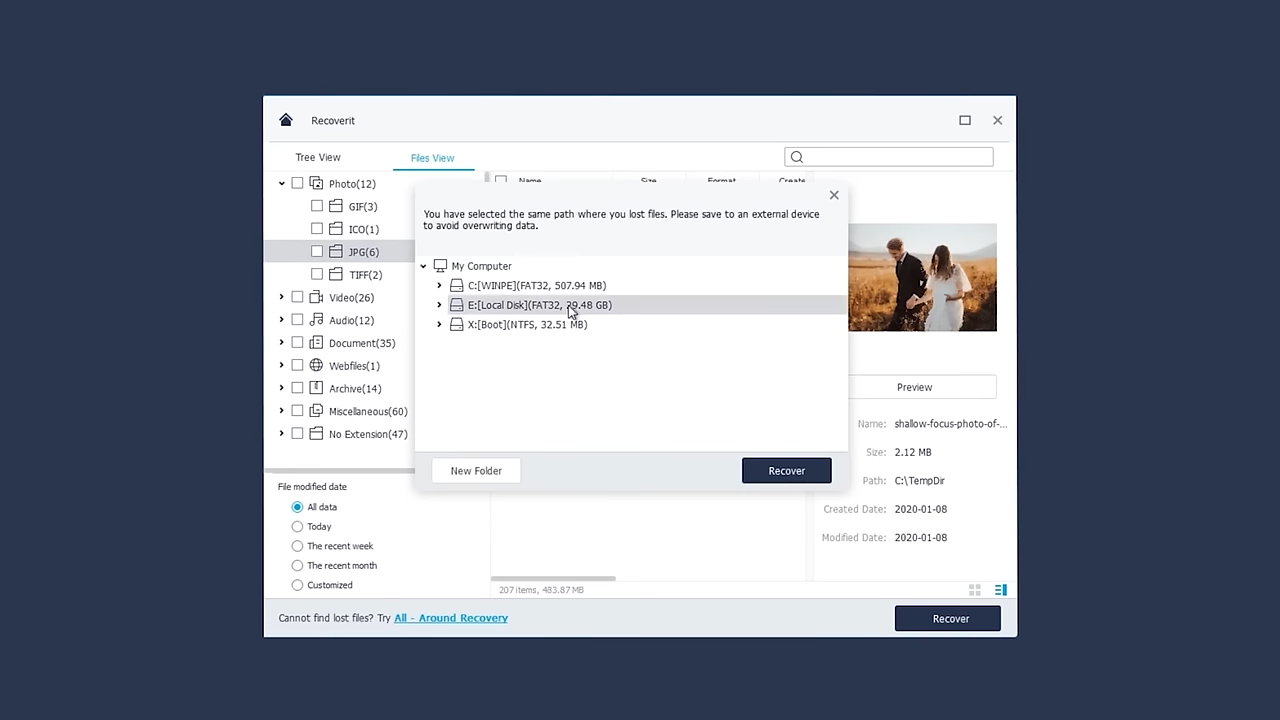 Recoverit
Tree View
Files View
Photo(12)
GIF(3)
ICO(1)
JPG(6)
TIFF(2)
Video(26)
Audio(12)
Document(35)
Webfiles(1)
Archive(14)
Miscellaneous(60)
No Extension(47)
File modified date
All data
Today
The recent week
The recent month
Customized
Name Size Format Create
You have selected the same path where you lost files. Please save to an external device
to avoid overwriting data.
My Computer
C:[WINPE](FAT32, 507.94 MB)
E:[Local Disk](FAT32, 29.48 GB)
X:[Boot](NTFS, 32.51 MB)
New Folder
Recover
Preview
Name: shallow-focus-photo-of-...
Size: 2.12 MB
Path: C:\TempDir
Created Date: 2020-01-08
Modified Date: 2020-01-08
207 items, 483.87 MB
Cannot find lost files? Try All - Around Recovery
Recover